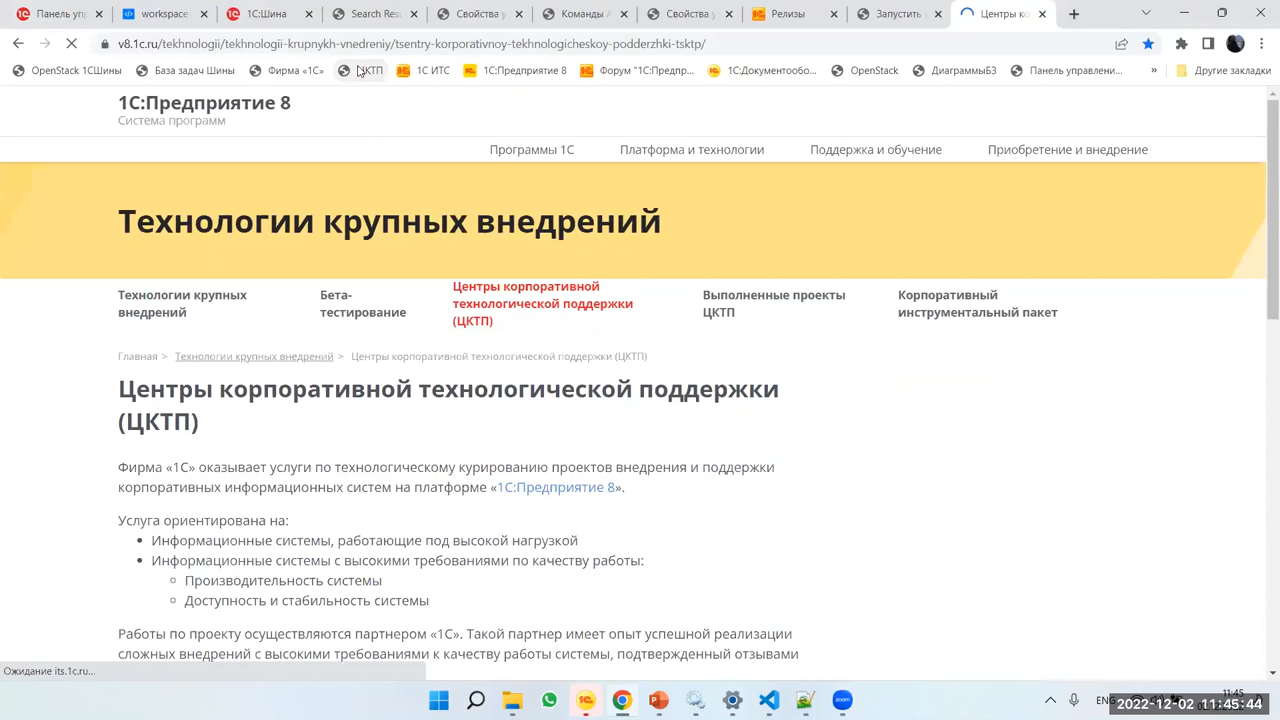 Панель упр
workspace
1С:Шина
Search Res
Свойства у
Команды
Свойства у
Релизы
Запустить
Центры ко
v8.1c.ru/tekhnologii/tekhnologii-krupnykh-vnedreniy/tsentry-korporativnoy-tekhnologicheskoy-podderzhki-tsktp/
OpenStack 1СШины
База задач Шины
Фирма «1С»
ЦКТП
1С ИТС
1С:Предприятие 8
Форум "1С:Предпр...
1С:Документообо...
OpenStack
ДиаграммыБЗ
Панель управлени...
»
Другие закладки
1С:Предприятие 8
Система программ
Программы 1С
Платформа и технологии
Поддержка и обучение
Приобретение и внедрение
Технологии крупных внедрений
Технологии крупных
внедрений
Бета-
тестирование
Центры корпоративной
технологической поддержки
(ЦКТП)
Выполненные проекты
ЦКТП
Корпоративный
инструментальный пакет
Главная > Технологии крупных внедрений > Центры корпоративной технологической поддержки (ЦКТП)
Центры корпоративной технологической поддержки
(ЦКТП)
Фирма «1С» оказывает услуги по технологическому курированию проектов внедрения и поддержки
корпоративных информационных систем на платформе «1С:Предприятие 8».
Услуга ориентирована на:
Информационные системы, работающие под высокой нагрузкой
Информационные системы с высокими требованиями по качеству работы:
Производительность системы
Доступность и стабильность системы
Работы по проекту осуществляются партнером «1С». Такой партнер имеет опыт успешной реализации
сложных внедрений с высокими требованиями к качеству работы системы, подтвержденный отзывами
Ожидание its.1c.ru...
zoom
ENG
11:45
2022-12-02 11:45:44